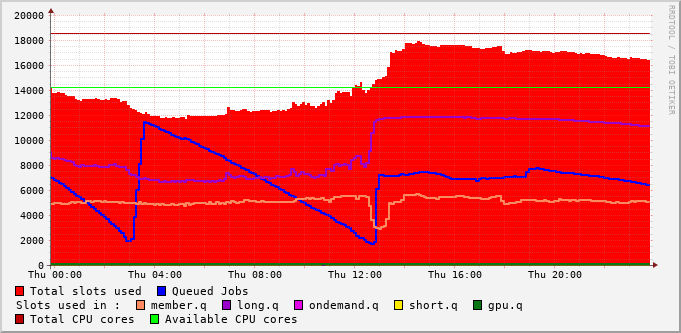 20000
18000
16000
14000
12000
10000
8000
6000
4000
2000
0
Thu 00:00 Thu 04:00 Thu 08:00 Thu 12:00 Thu 16:00 Thu 20:00
Total slots used Queued Jobs
Slots used in : member.q long.q ondemand.q short.q gpu.q
Total CPU cores Available CPU cores
RRDTOOL / TOBI OETIKER